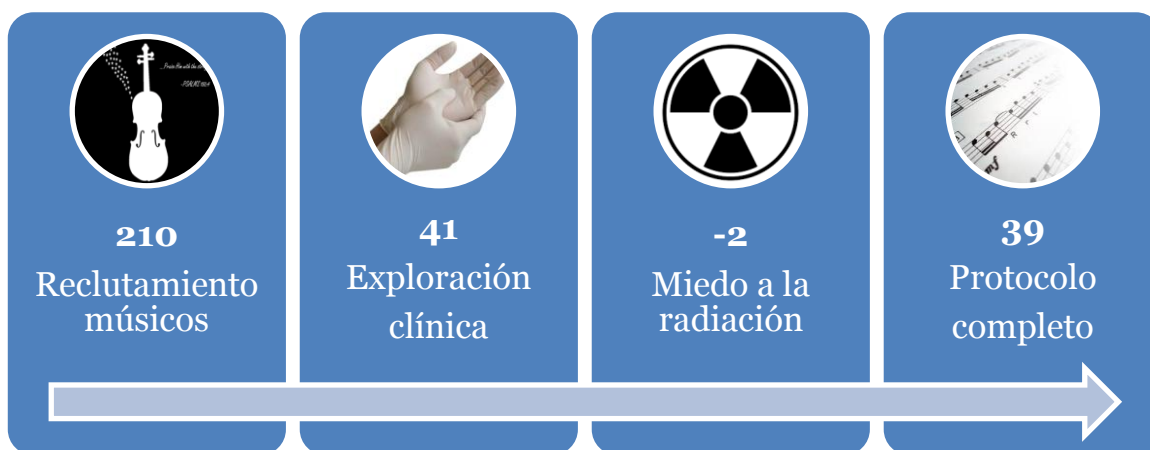 210
Reclutamiento
músicos
41
Exploración
clínica
-2
Miedo a la
radiación
39
Protocolo
completo